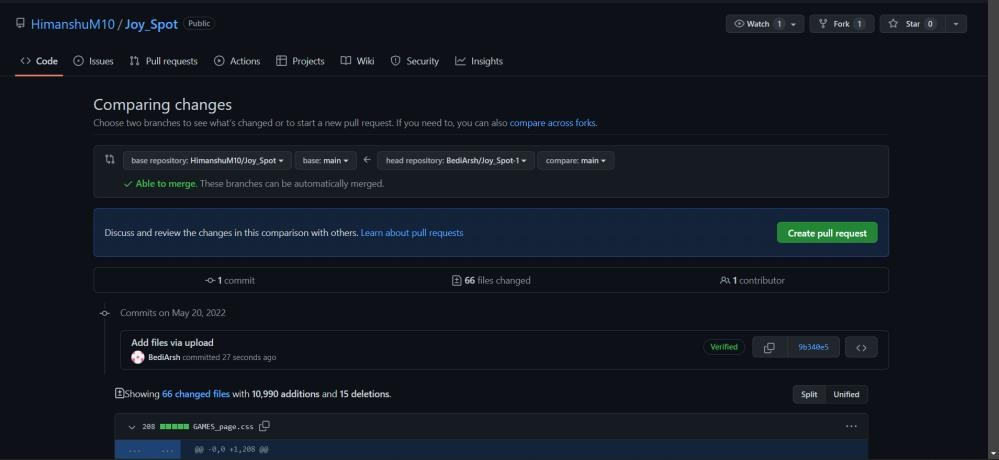 HimanshuM10 / Joy_Spot Public Watch 1 Fork 1 Star 0
Code Issues Pull requests Actions Projects Wiki Security Insights
Comparing changes
Choose two branches to see what's changed or to start a new pull request. If you need to, you can also compare across forks.
base repository: HimanshuM10/Joy_Spot base: main head repository: BediArsh/Joy_Spot-1 compare: main
Able to merge. These branches can be automatically merged.
Discuss and review the changes in this comparison with others. Learn about pull requests Create pull request
1 commit 66 files changed 1 contributor
Commits on May 20, 2022
Add files via upload
BediArsh committed 27 seconds ago Verified 9b340e5
Showing 66 changed files with 10,990 additions and 15 deletions. Split Unified
208 GAMES_page.css ...
... ... @@ -0,0 +1,208 @@